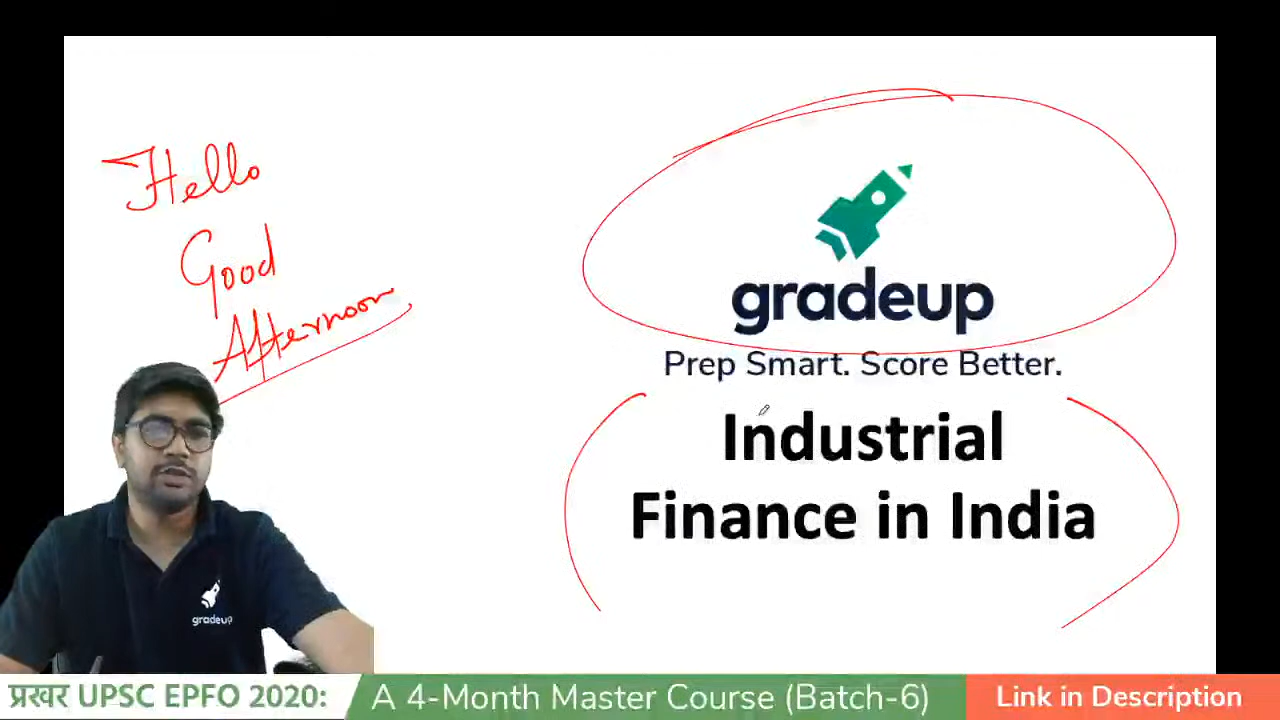 Hello
Good
Afternoon
gradeup
Prep Smart. Score Better.
Industrial
Finance in India
gradeup
प्रखर UPSC EPFO 2020:
A 4-Month Master Course (Batch-6)
Link in Description